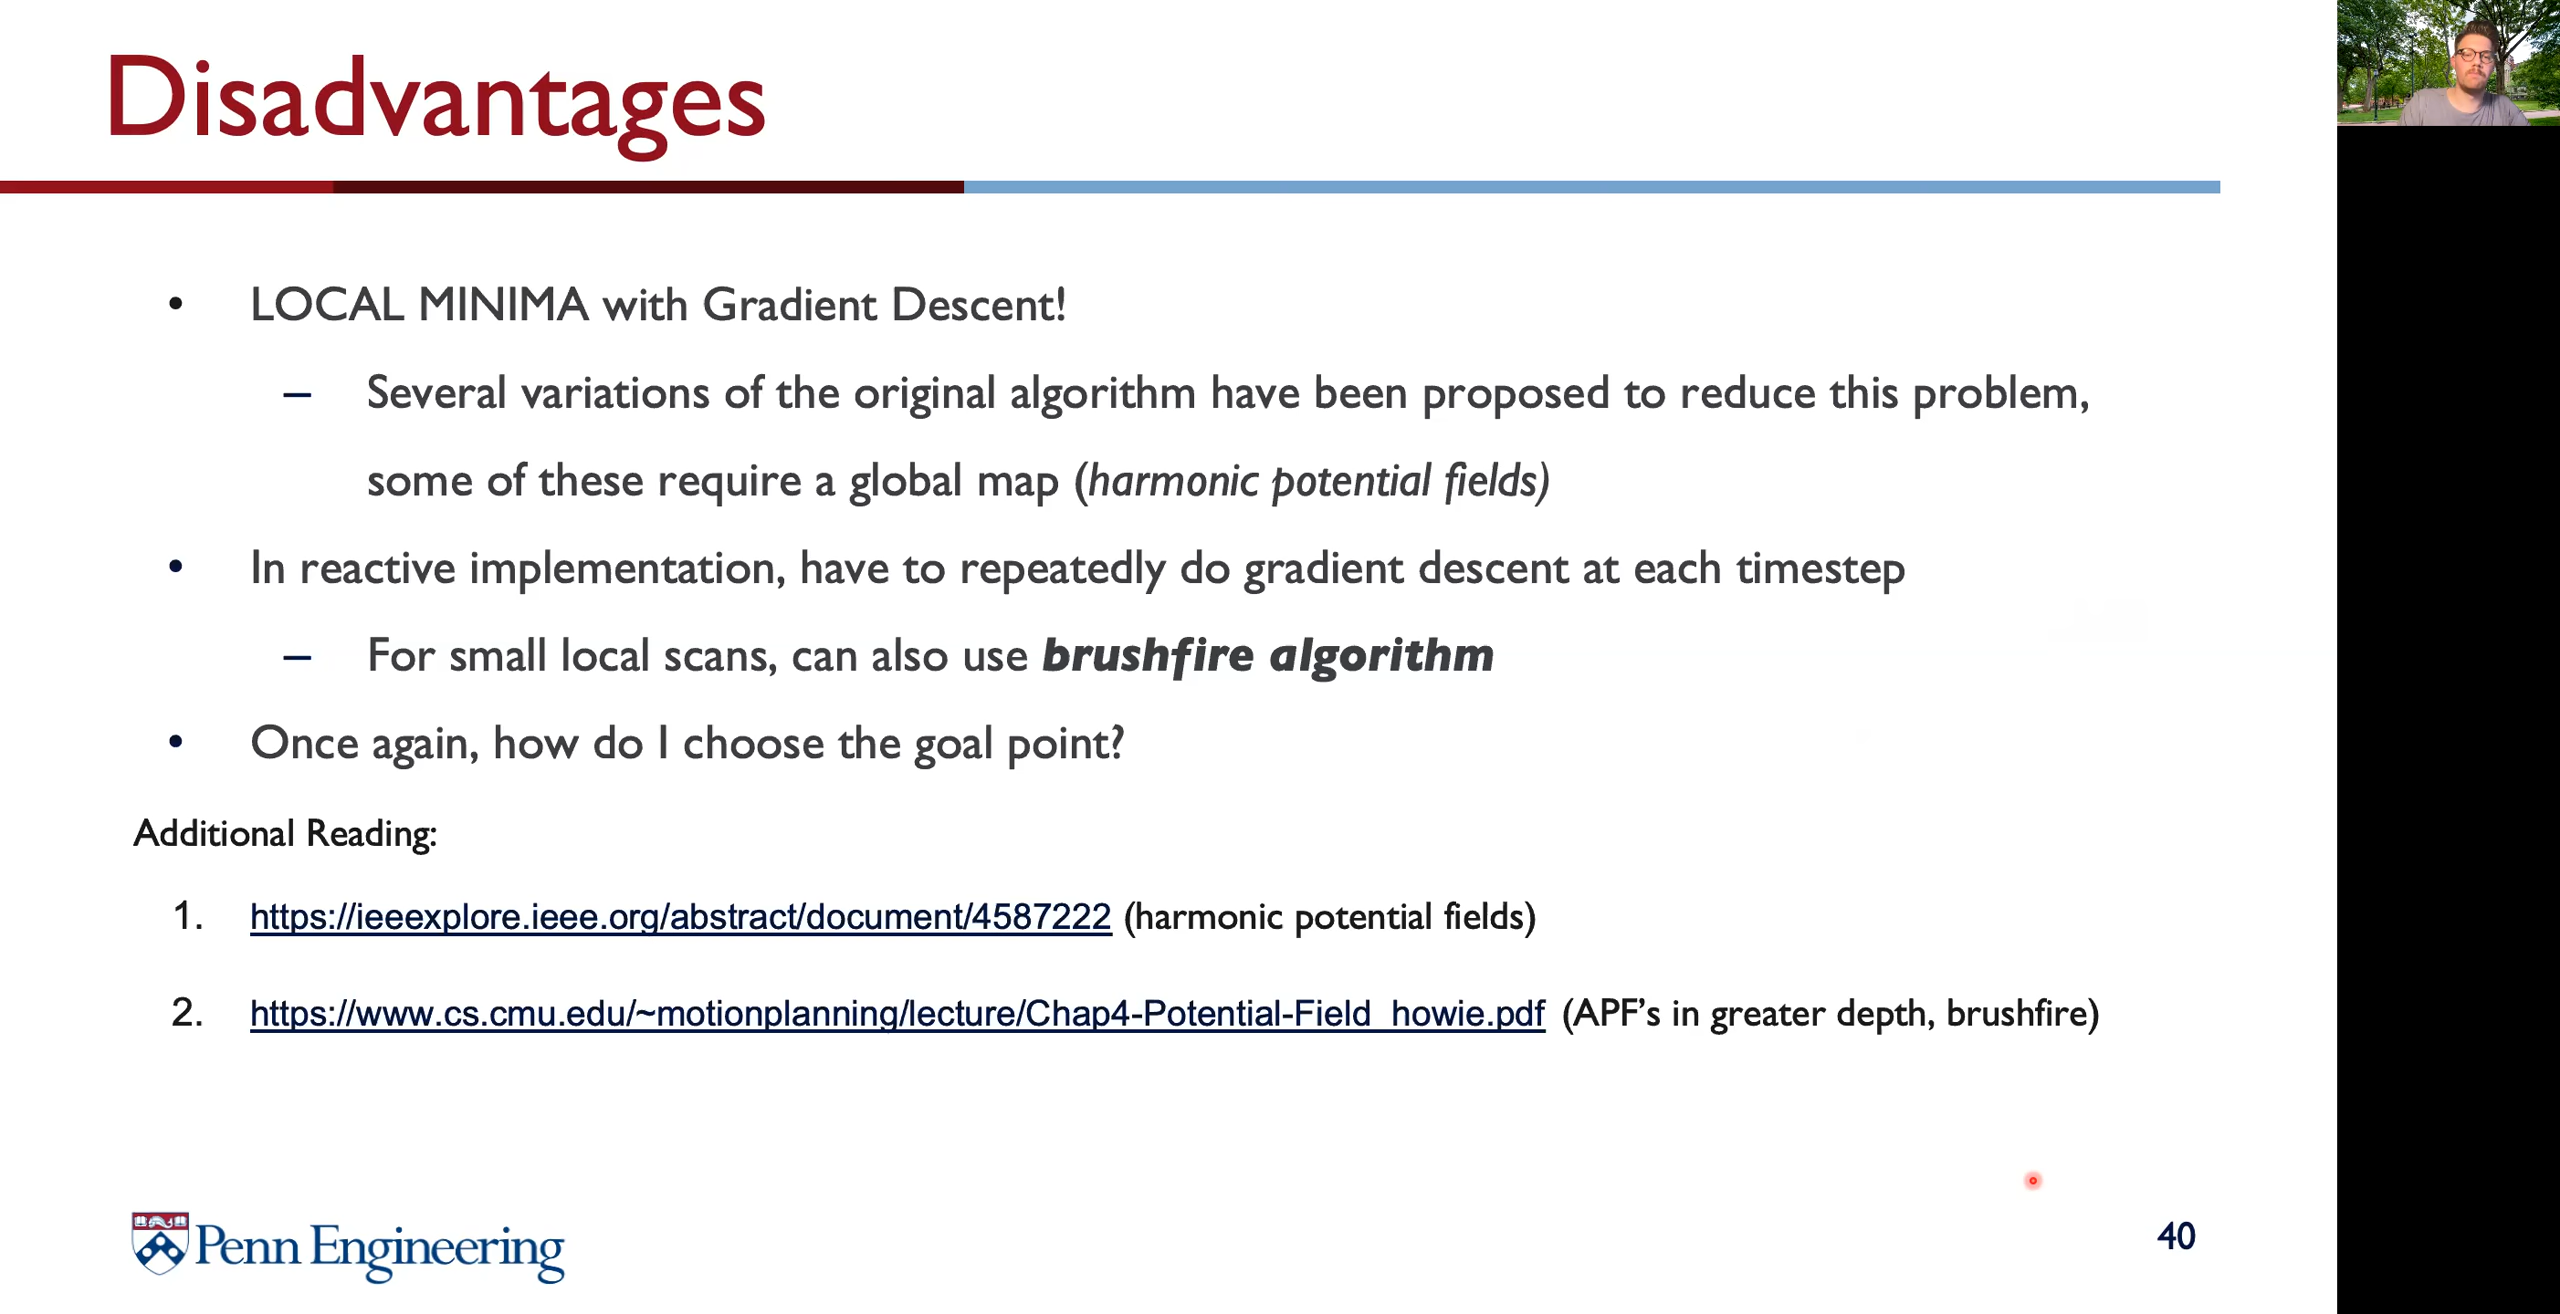 Disadvantages
• LOCAL MINIMA with Gradient Descent!
– Several variations of the original algorithm have been proposed to reduce this problem,
some of these require a global map (harmonic potential fields)
• In reactive implementation, have to repeatedly do gradient descent at each timestep
– For small local scans, can also use brushfire algorithm
• Once again, how do I choose the goal point?
Additional Reading:
1. https://ieeexplore.ieee.org/abstract/document/4587222 (harmonic potential fields)
2. https://www.cs.cmu.edu/~motionplanning/lecture/Chap4-Potential-Field_howie.pdf (APF’s in greater depth, brushfire)
Penn Engineering
40